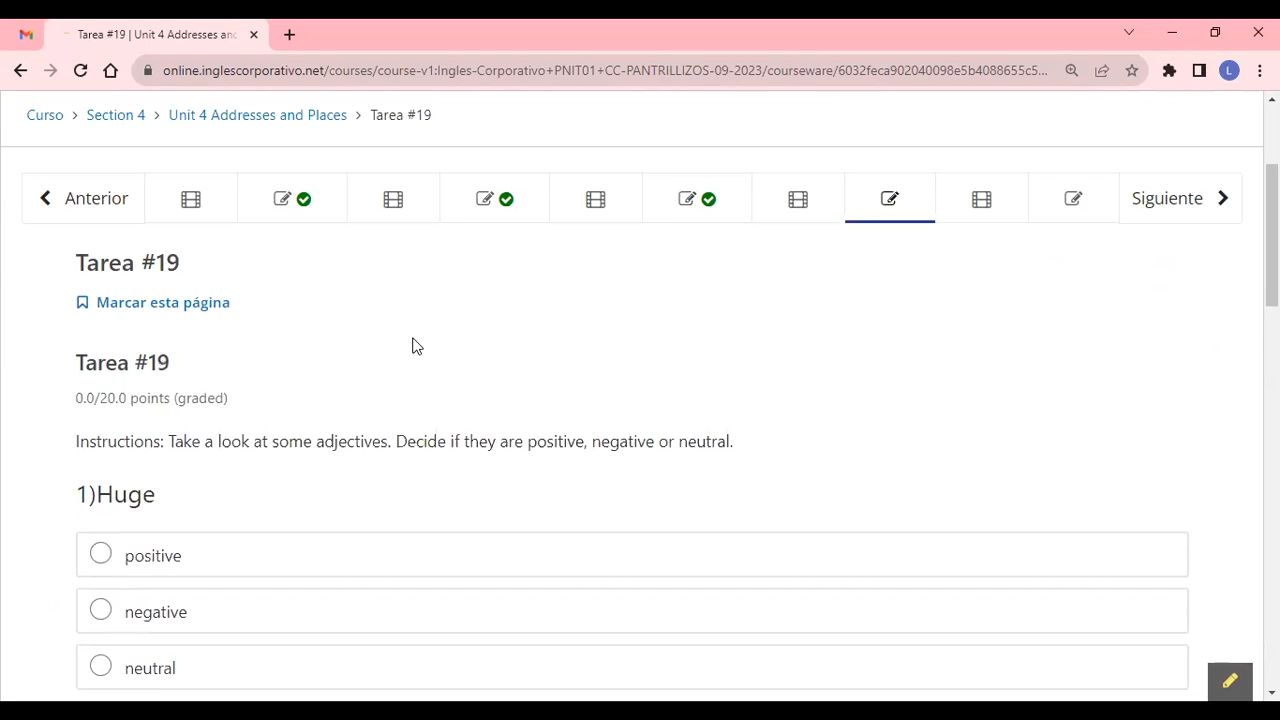 Tarea #19 | Unit 4 Addresses and
online.inglescorporativo.net/courses/course-v1:Ingles-Corporativo+PNIT01+CC-PANTRILLIZOS-09-2023/courseware/6032feca902040098e5b4088655c5...
L
Curso > Section 4 > Unit 4 Addresses and Places > Tarea #19
Anterior
Siguiente
Tarea #19
Marcar esta página
Tarea #19
0.0/20.0 points (graded)
Instructions: Take a look at some adjectives. Decide if they are positive, negative or neutral.
1)Huge
positive
negative
neutral